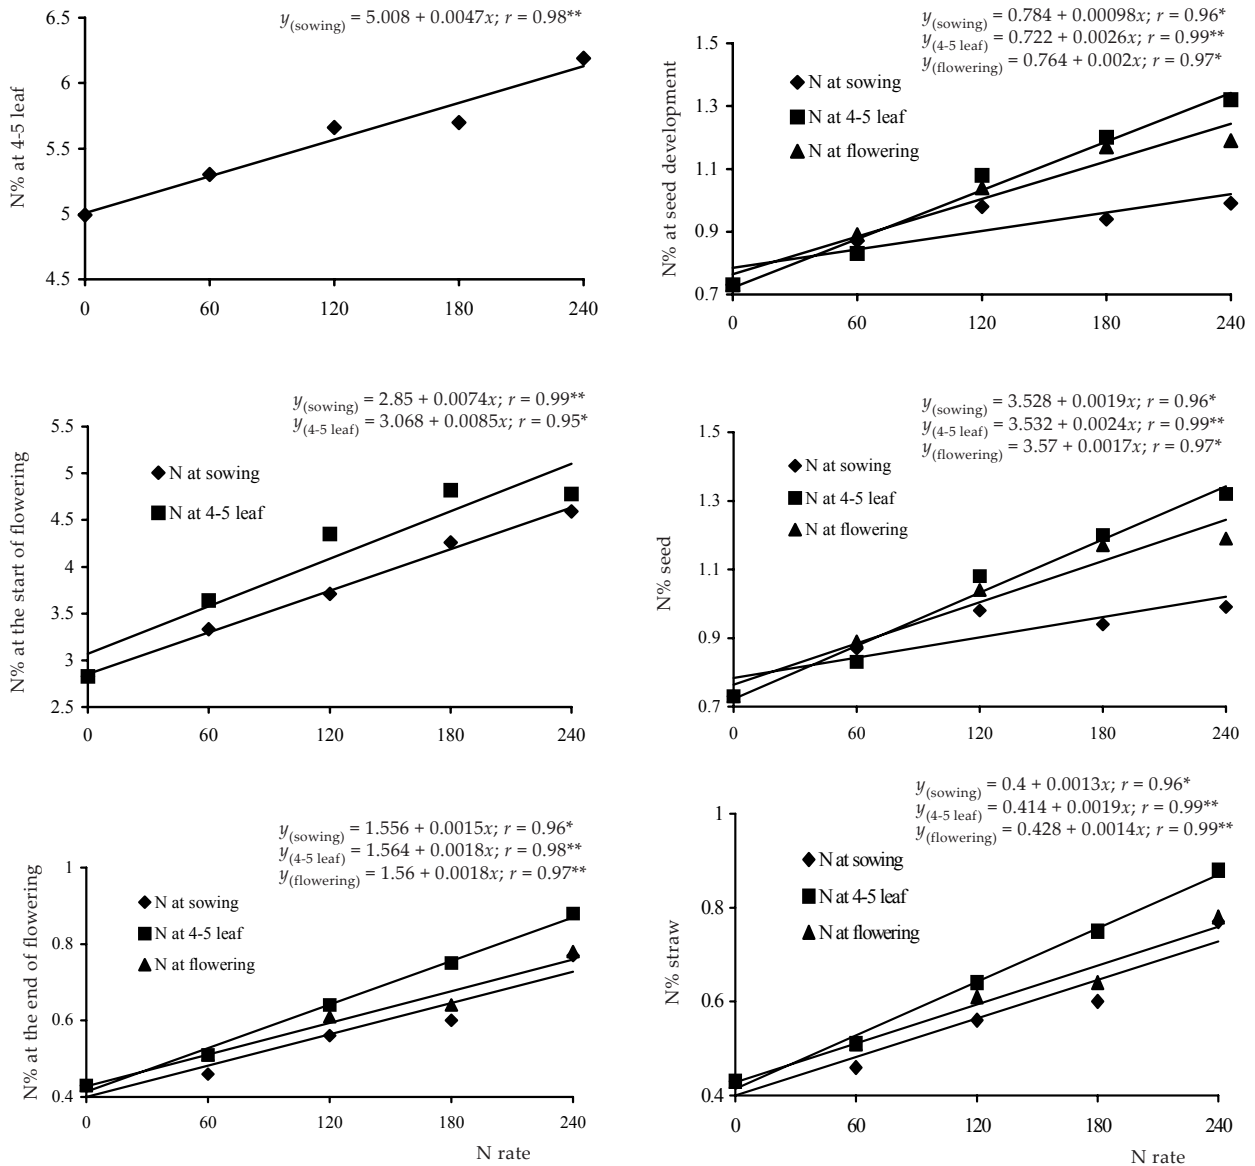 y(sowing) = 5.008 + 0.0047x; r = 0.98**
6.5
6
5.5
5
4.5
0 60 120 180 240
N% at 4-5 leaf
y(sowing) = 0.784 + 0.00098x; r = 0.96*
y(4-5 leaf) = 0.722 + 0.0026x; r = 0.99**
y(flowering) = 0.764 + 0.002x; r = 0.97*
N at sowing
N at 4-5 leaf
N at flowering
1.5
1.3
1.1
0.9
0.7
0 60 120 180 240
N% at seed development
y(sowing) = 2.85 + 0.0074x; r = 0.99**
y(4-5 leaf) = 3.068 + 0.0085x; r = 0.95*
N at sowing
N at 4-5 leaf
5.5
5
4.5
4
3.5
3
2.5
0 60 120 180 240
N% at the start of flowering
y(sowing) = 3.528 + 0.0019x; r = 0.96*
y(4-5 leaf) = 3.532 + 0.0024x; r = 0.99**
y(flowering) = 3.57 + 0.0017x; r = 0.97*
N at sowing
N at 4-5 leaf
N at flowering
1.5
1.3
1.1
0.9
0.7
0 60 120 180 240
N% seed
y(sowing) = 1.556 + 0.0015x; r = 0.96*
y(4-5 leaf) = 1.564 + 0.0018x; r = 0.98**
y(flowering) = 1.56 + 0.0018x; r = 0.97**
N at sowing
N at 4-5 leaf
N at flowering
1
0.8
0.6
0.4
0 60 120 180 240
N% at the end of flowering
N rate
y(sowing) = 0.4 + 0.0013x; r = 0.96*
y(4-5 leaf) = 0.414 + 0.0019x; r = 0.99**
y(flowering) = 0.428 + 0.0014x; r = 0.99**
N at sowing
N at 4-5 leaf
N at flowering
1
0.8
0.6
0.4
0 60 120 180 240
N% straw
N rate